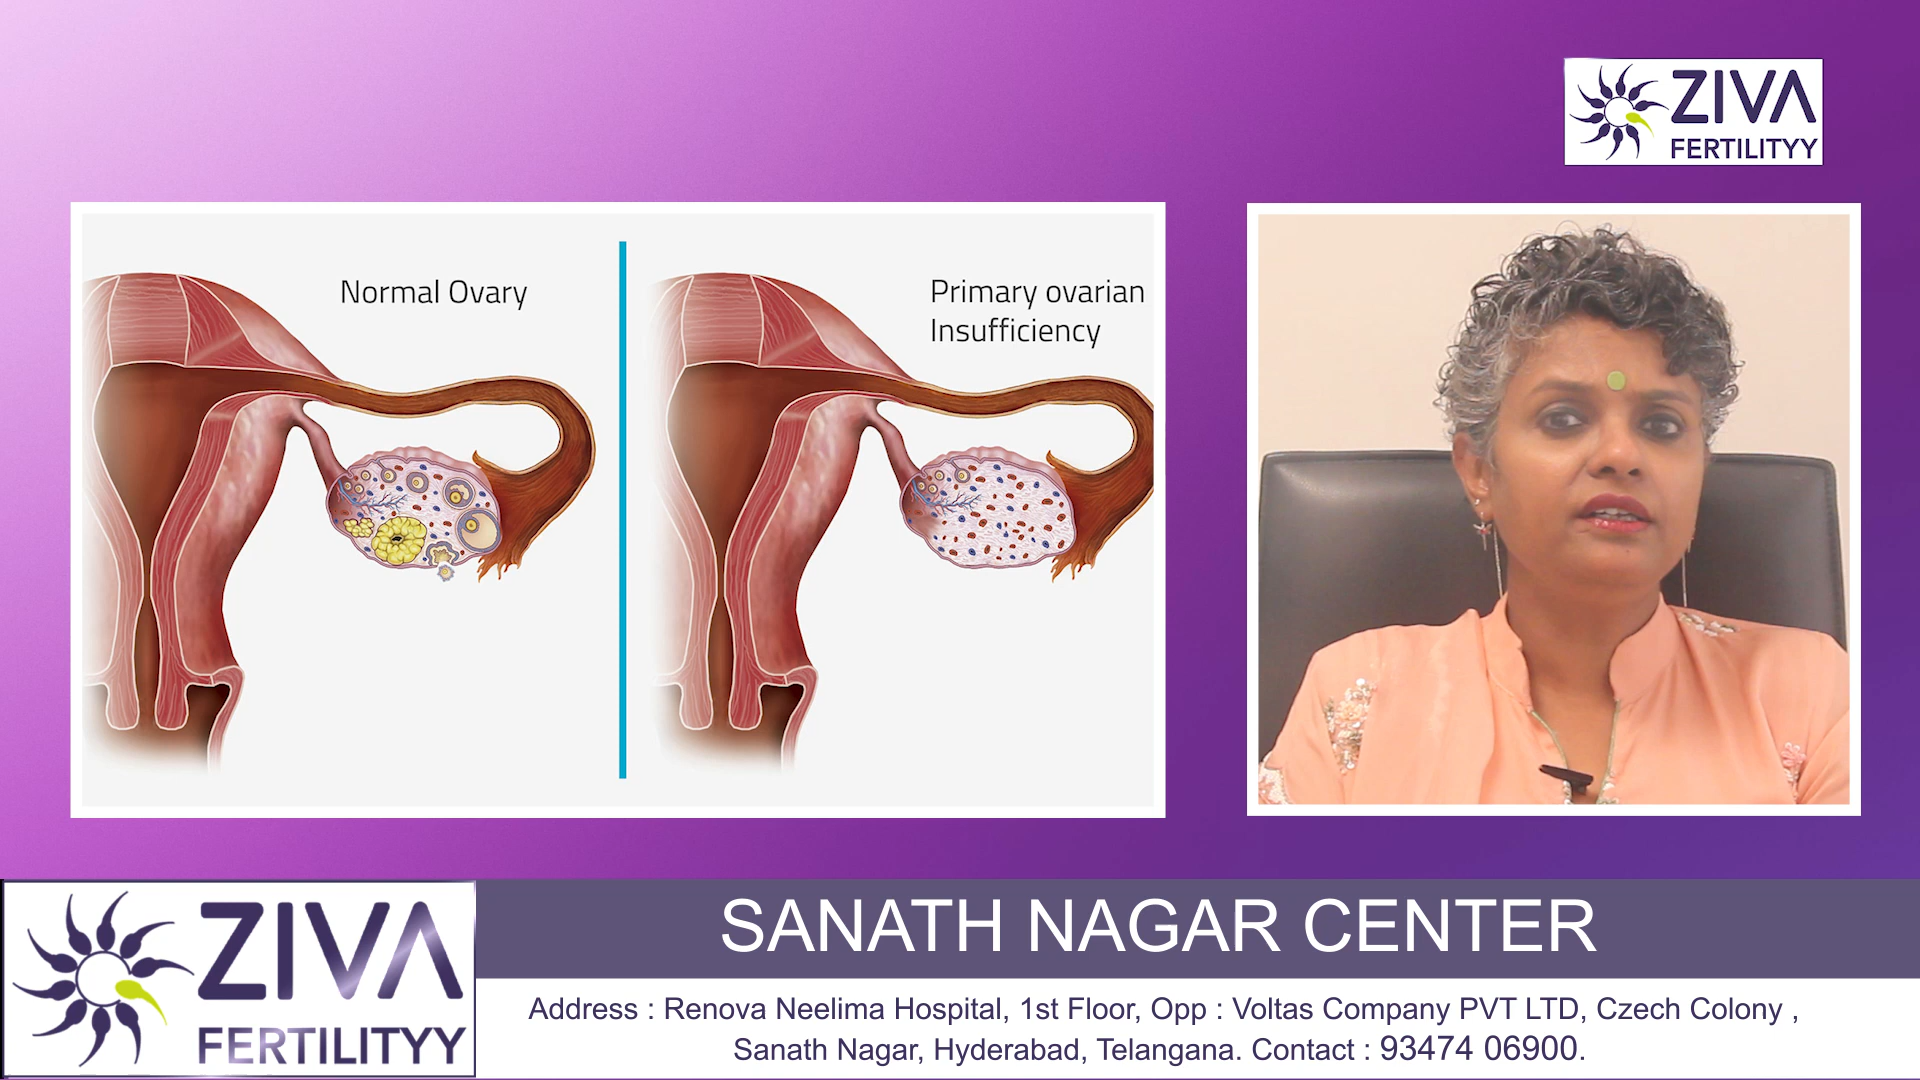 ZIVA
FERTILITYY
Normal Ovary
Primary ovarian
Insufficiency
ZIVA
FERTILITYY
SANATH NAGAR CENTER
Address : Renova Neelima Hospital, 1st Floor, Opp : Voltas Company PVT LTD, Czech Colony ,
Sanath Nagar, Hyderabad, Telangana. Contact : 93474 06900.